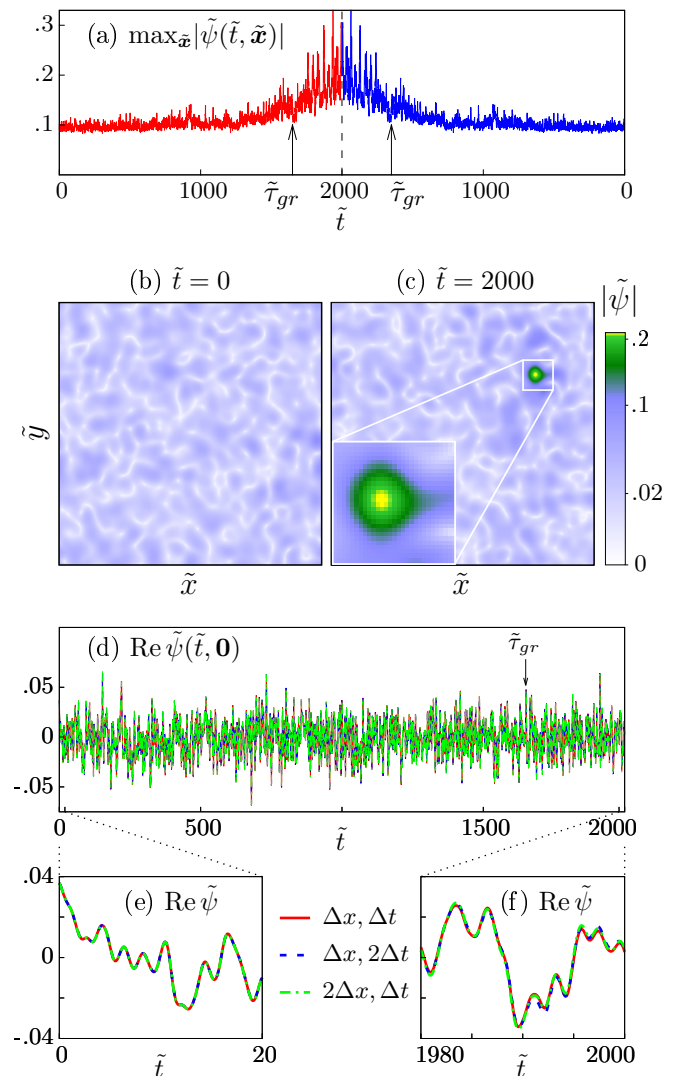 (a) max_x̃|ψ̃(t̃, x̃)|
.3
.2
.1
τ̃_gr τ̃_gr
0 1000 2000 1000 0
t̃
(b) t̃ = 0 (c) t̃ = 2000 |ψ̃|
.2
.1
.02
0
ỹ
x̃ x̃
(d) Re ψ̃(t̃, 0) τ̃_gr
.05
0
-.05
0 500 t̃ 1500 2000
.04 (e) Re ψ̃ (f) Re ψ̃
Δx, Δt
0 Δx, 2Δt
2Δx, Δt
-.04
0 t̃ 20 1980 t̃ 2000